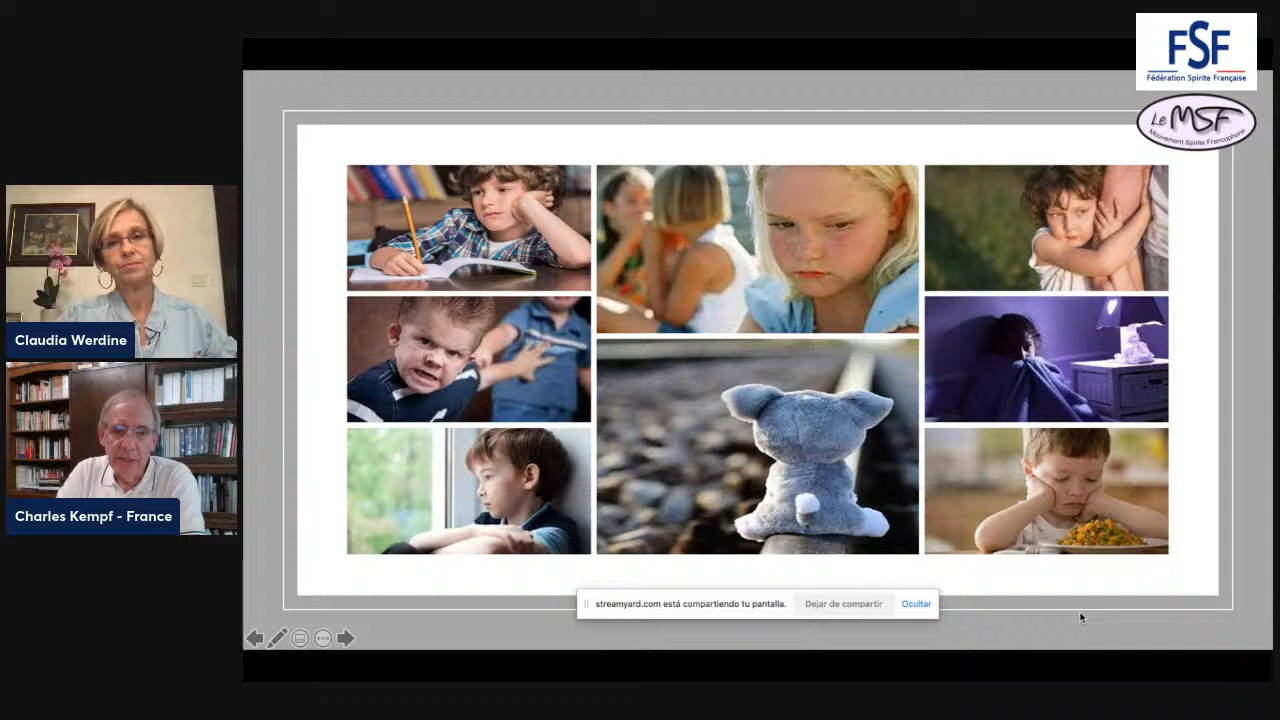 FSF
Fédération Spirite Française
Le MSF
Mouvement Spirite Francophone
Claudia Werdine
Charles Kempf - France
streamyard.com está compartiendo tu pantalla.
Dejar de compartir
Ocultar